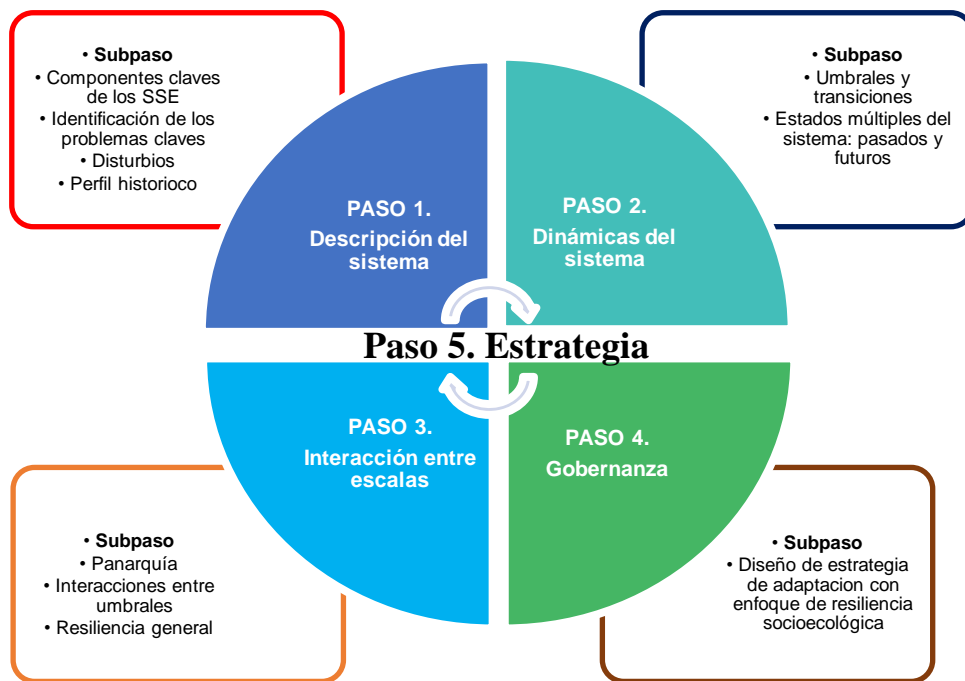 • Subpaso
• Componentes claves
de los SSE
• Identificación de los
problemas claves
• Disturbios
• Perfil historioco
• Subpaso
• Umbrales y
transiciones
• Estados múltiples del
sistema: pasados y
futuros
PASO 1.
Descripción del
sistema
PASO 2.
Dinámicas del
sistema
Paso 5. Estrategia
PASO 3.
Interacción entre
escalas
PASO 4.
Gobernanza
• Subpaso
• Panarquía
• Interacciones entre
umbrales
• Resiliencia general
• Subpaso
• Diseño de estrategia
de adaptacion con
enfoque de resiliencia
socioecológica